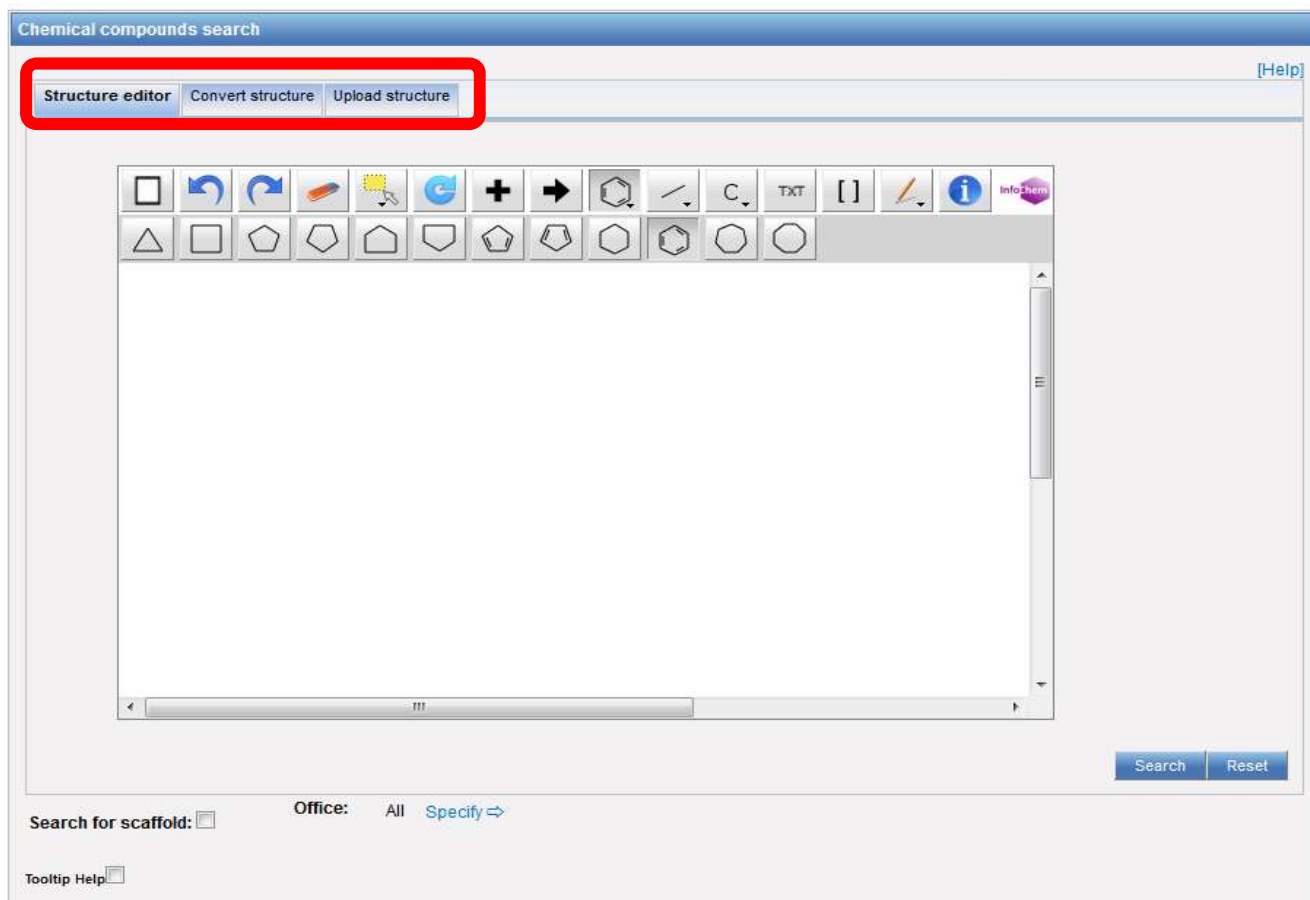 Chemical compounds search
[Help]
Structure editor Convert structure Upload structure
C TXT [ ] i InfoChem
Search Reset
Office: All Specify⇨
Search for scaffold:
Tooltip Help